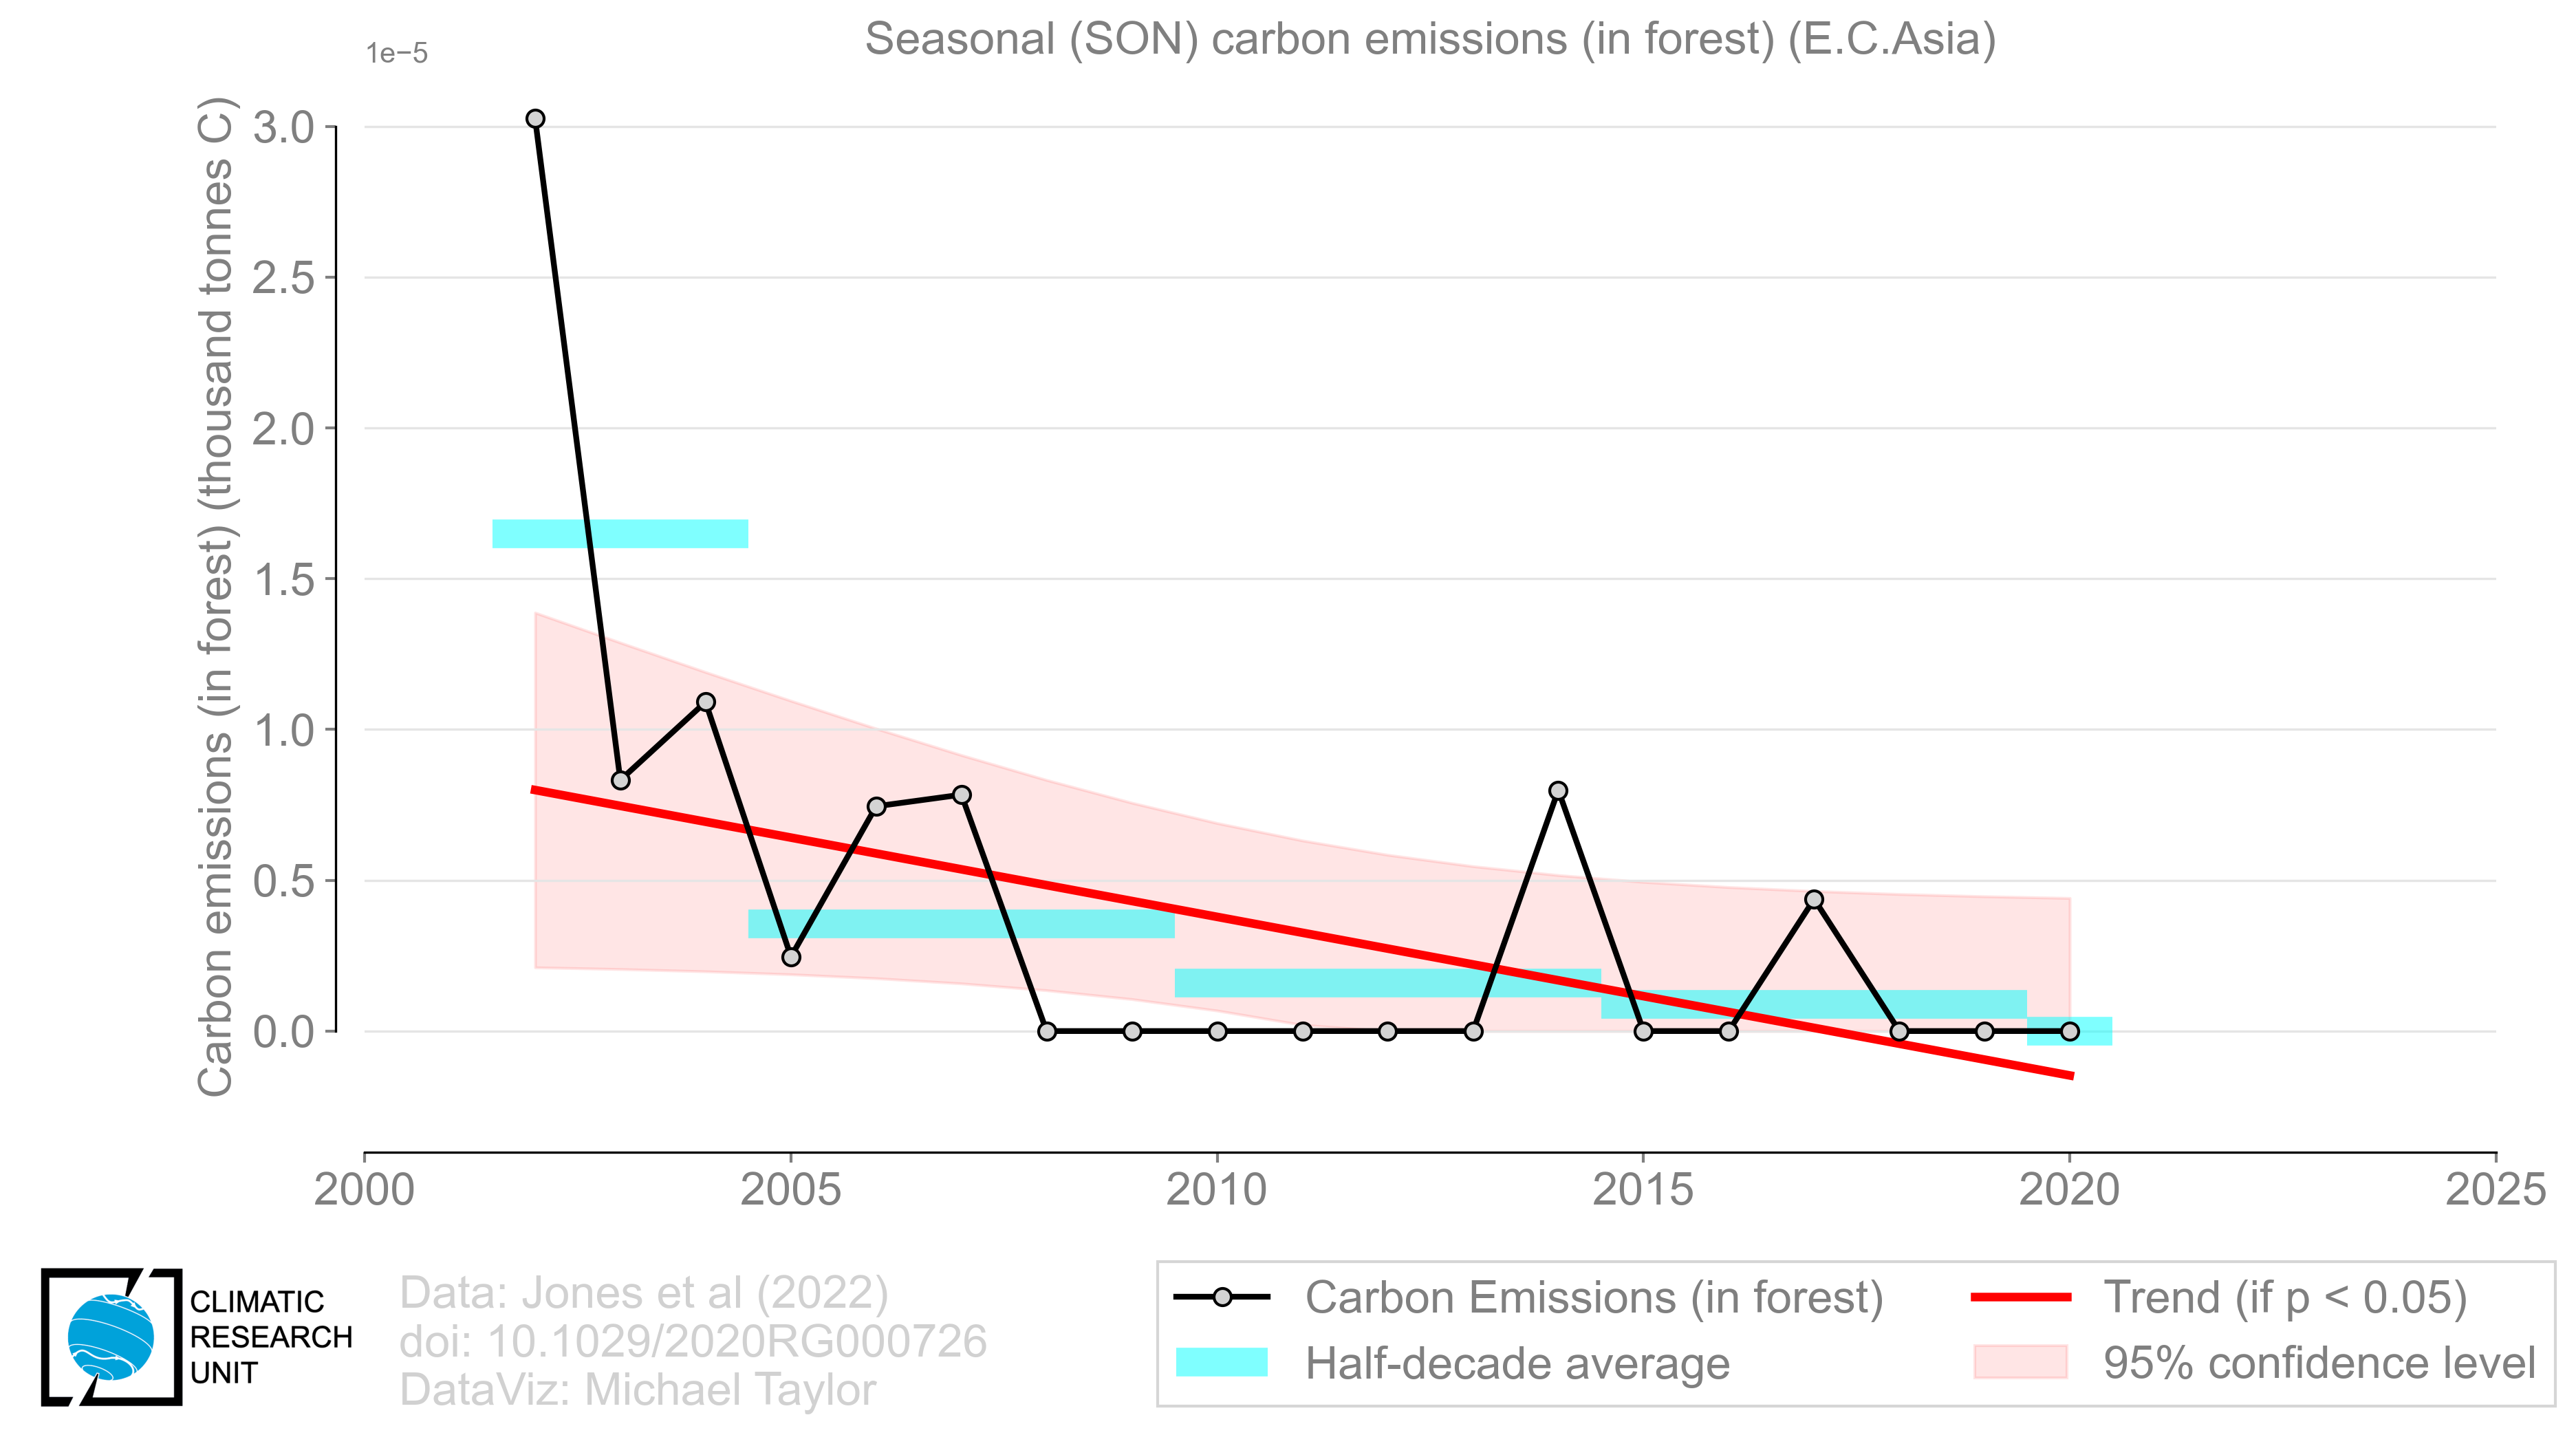 Seasonal (SON) carbon emissions (in forest) (E.C.Asia)
1e−5
Carbon emissions (in forest) (thousand tonnes C)
3.0
2.5
2.0
1.5
1.0
0.5
0.0
2000 2005 2010 2015 2020 2025
CLIMATIC
RESEARCH
UNIT
Data: Jones et al (2022)
doi: 10.1029/2020RG000726
DataViz: Michael Taylor
Carbon Emissions (in forest)
Half-decade average
Trend (if p < 0.05)
95% confidence level